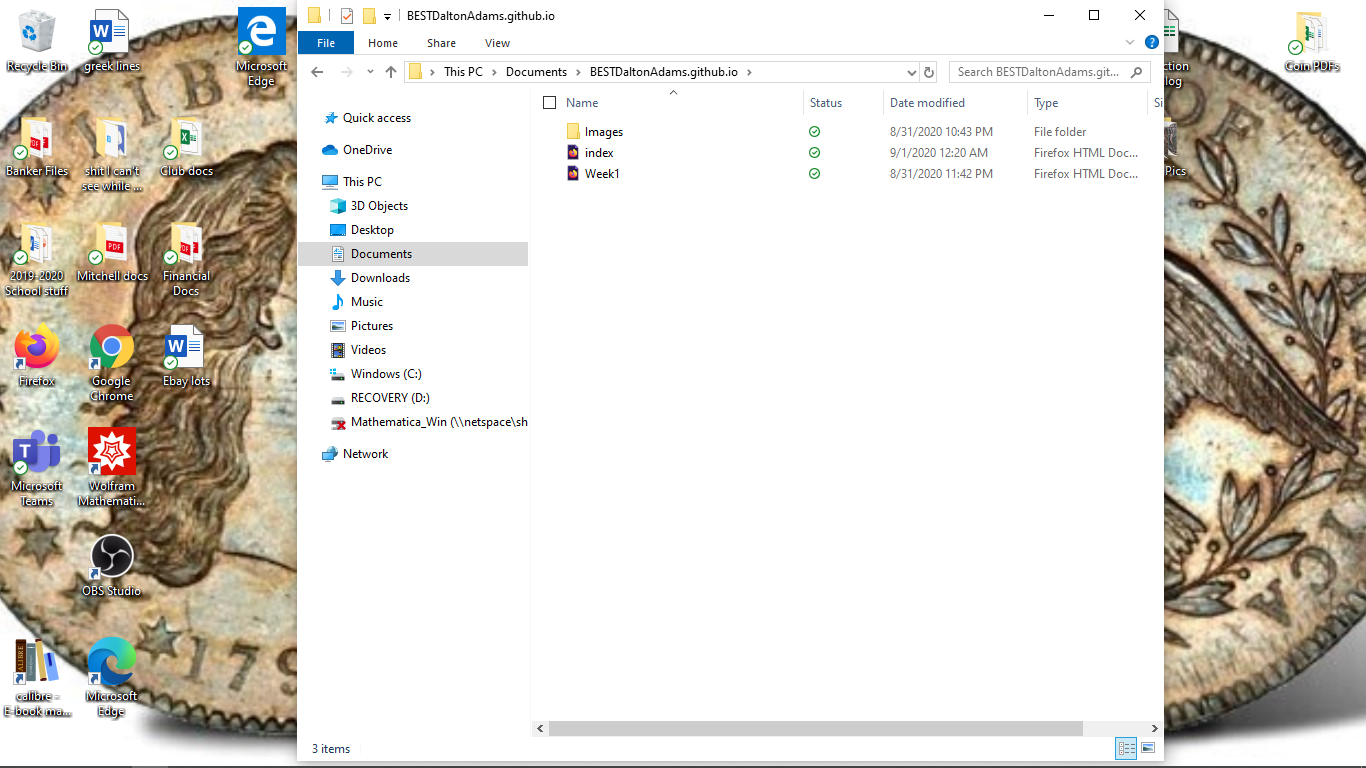 BESTDaltonAdams.github.io
File Home Share View
This PC Documents BESTDaltonAdams.github.io
Search BESTDaltonAdams.git...
Quick access
OneDrive
This PC
3D Objects
Desktop
Documents
Downloads
Music
Pictures
Videos
Windows (C:)
RECOVERY (D:)
Mathematica_Win (\\netspace\sh
Network
Name Status Date modified Type Si
Images 8/31/2020 10:43 PM File folder
index 9/1/2020 12:20 AM Firefox HTML Doc...
Week1 8/31/2020 11:42 PM Firefox HTML Doc...
3 items
Recycle Bin
greek lines
Microsoft
Edge
Banker Files
shit I can't
see while ...
Club docs
2019-2020
School stuff
Mitchell docs
Financial
Docs
Firefox
Google
Chrome
Ebay lots
Microsoft
Teams
Wolfram
Mathemati...
OBS Studio
calibre -
E-book ma...
Microsoft
Edge
ction
log
Pics
Coin PDFs
IBE
179